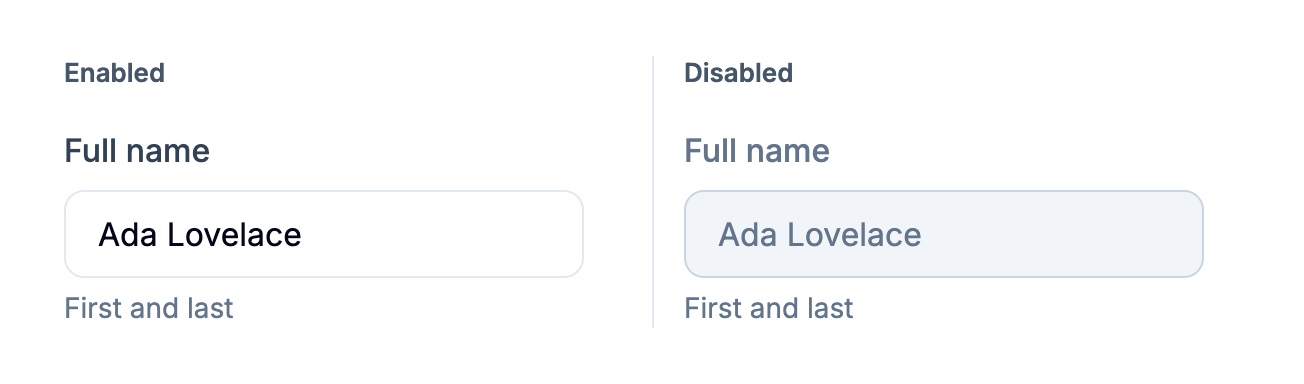 Enabled
Full name
Ada Lovelace
First and last
Disabled
Full name
Ada Lovelace
First and last